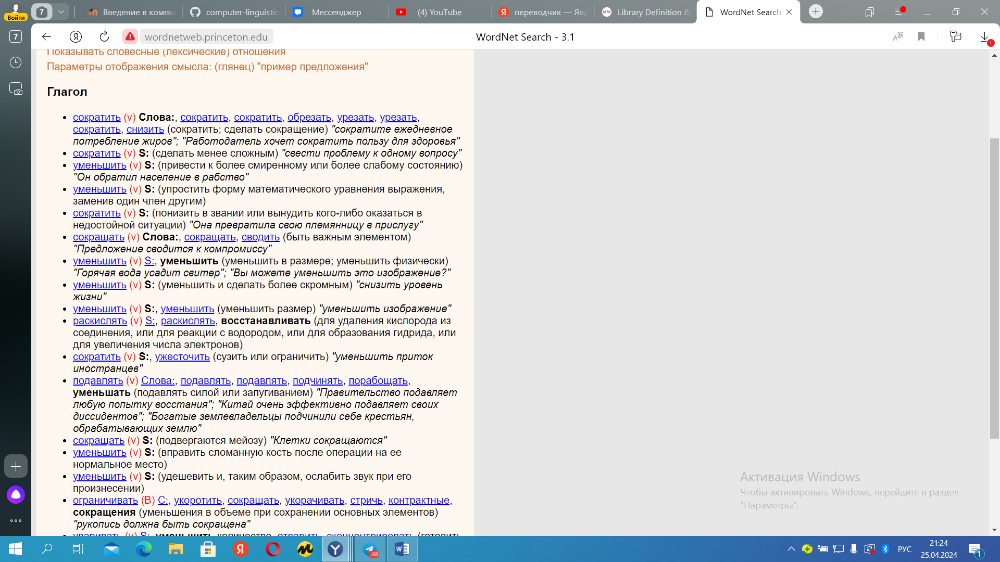 Войти
7
Введение в компь
computer-linguistic
Мессенджер
(4) YouTube
переводчик — Янд
Library Definition &
WordNet Search
7
wordnetweb.princeton.edu
WordNet Search - 3.1
Показывать словесные (лексические) отношения
Параметры отображения смысла: (глянец) "пример предложения"
Глагол
сократить (v) Слова:, сократить, сократить, обрезать, урезать, урезать,
сократить, снизить (сократить; сделать сокращение) "сократите ежедневное
потребление жиров"; "Работодатель хочет сократить пользу для здоровья"
сократить (v) S: (сделать менее сложным) "свести проблему к одному вопросу"
уменьшить (v) S: (привести к более смиренному или более слабому состоянию)
"Он обратил население в рабство"
уменьшить (v) S: (упростить форму математического уравнения выражения,
заменив один член другим)
сократить (v) S: (понизить в звании или вынудить кого-либо оказаться в
недостойной ситуации) "Она превратила свою племянницу в прислугу"
сокращать (v) Слова:, сокращать, сводить (быть важным элементом)
"Предложение сводится к компромиссу"
уменьшить (v) S:, уменьшить (уменьшить в размере; уменьшить физически)
"Горячая вода усадит свитер"; "Вы можете уменьшить это изображение?"
уменьшить (v) S: (уменьшить и сделать более скромным) "снизить уровень
жизни"
уменьшить (v) S:, уменьшить (уменьшить размер) "уменьшить изображение"
раскислять (v) S:, раскислять, восстанавливать (для удаления кислорода из
соединения, или для реакции с водородом, или для образования гидрида, или
для увеличения числа электронов)
сократить (v) S:, ужесточить (сузить или ограничить) "уменьшить приток
иностранцев"
подавлять (v) Слова:, подавлять, подавлять, подчинять, порабощать,
уменьшать (подавлять силой или запугиванием) "Правительство подавляет
любую попытку восстания"; "Китай очень эффективно подавляет своих
диссидентов"; "Богатые землевладельцы подчинили себе крестьян,
обрабатывающих землю"
сокращать (v) S: (подвергаются мейозу) "Клетки сокращаются"
уменьшить (v) S: (вправить сломанную кость после операции на ее
нормальное место)
уменьшить (v) S: (удешевить и, таким образом, ослабить звук при его
произнесении)
ограничивать (В) С:, укоротить, сокращать, укорачивать, стричь, контрактные,
сокращения (уменьшения в объеме при сохранении основных элементов)
"рукопись должна быть сокращена"
уваривать (v) S:, уменьшить количество, отварить, сконцентрировать (готовить
Активация Windows
Чтобы активировать Windows, перейдите в раздел
"Параметры".
..88
РУС
21:24
25.04.2024
1